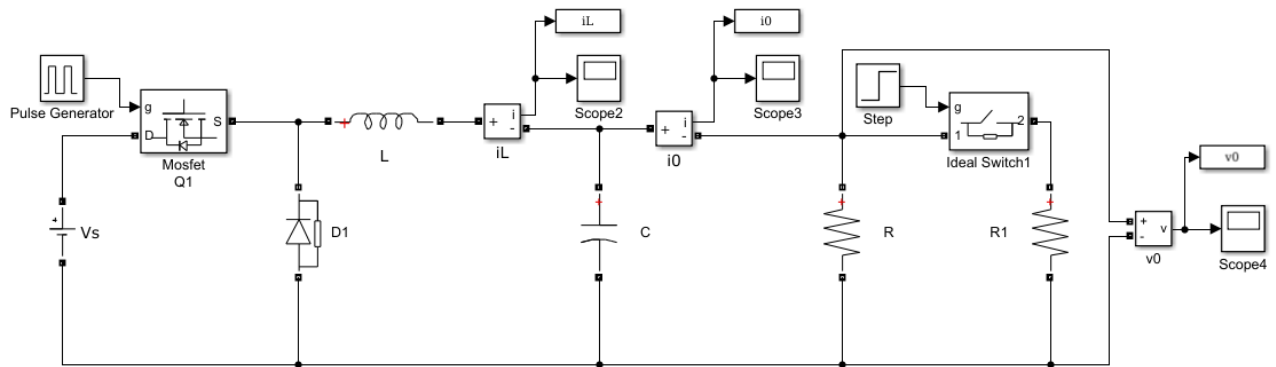 iL
i0
Pulse Generator
g
D
S
Mosfet
Q1
+
Vs
D1
L
+
i
-
iL
Scope2
C
+
i
-
i0
Scope3
Step
g
1
2
Ideal Switch1
R
R1
v0
+
-
v
v0
Scope4